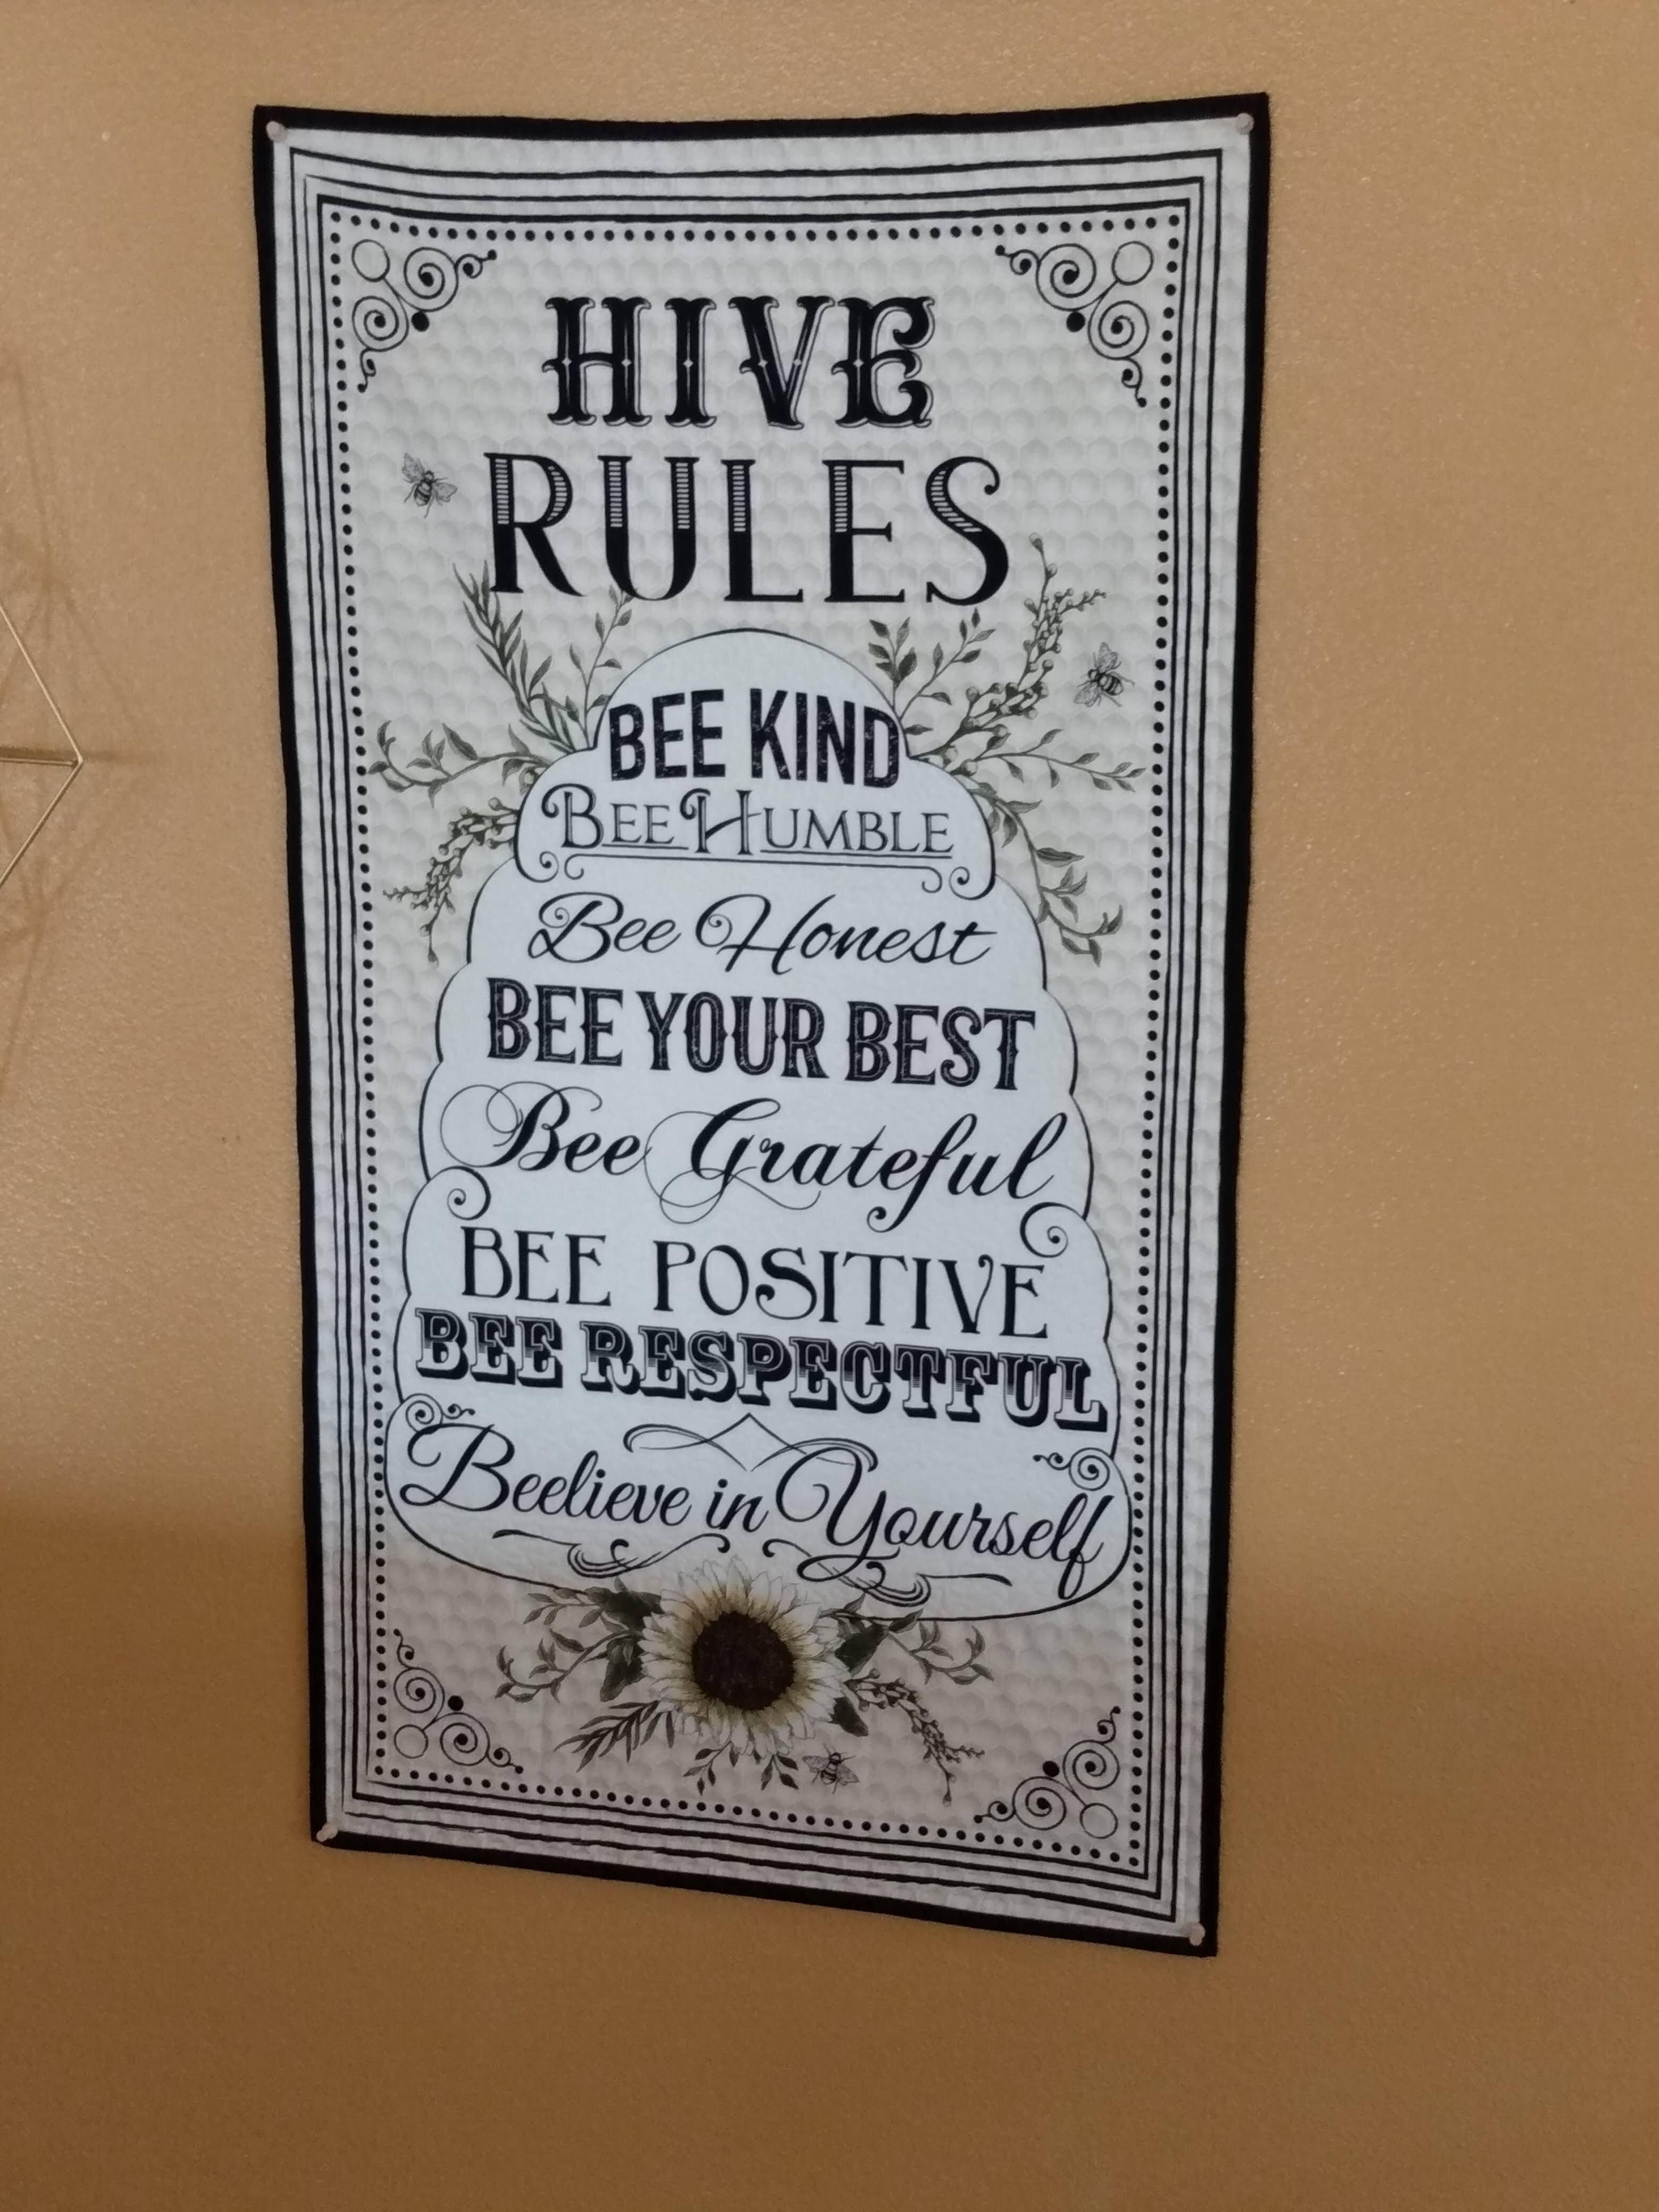 HIVE
RULES
BEE KIND
BEE HUMBLE
Bee Honest
BEE YOUR BEST
Bee Grateful
BEE POSITIVE
BEE RESPECTFUL
Beelieve in Yourself